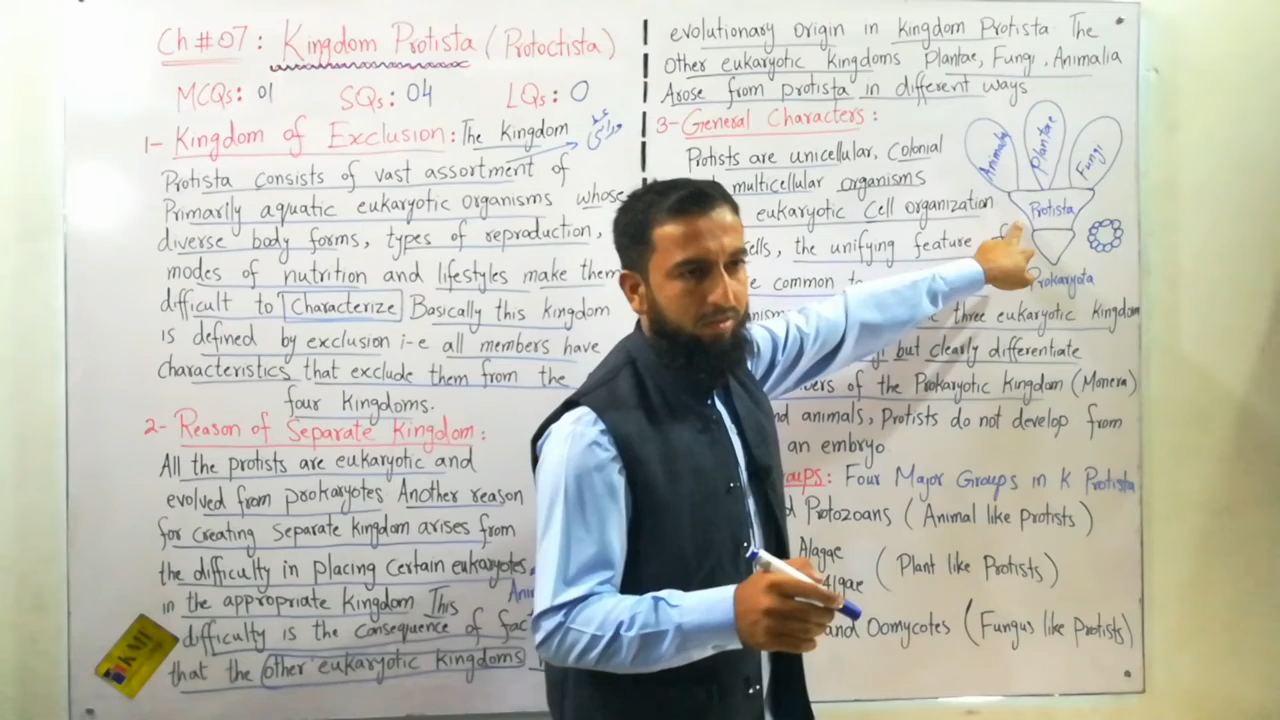 Ch # 07 : Kingdom Protista (Protoctista)
MCQs: 01 SQs: 04 LQs: 0
1- Kingdom of Exclusion: The Kingdom
Protista consists of vast assortment of
Primarily aquatic eukaryotic organisms whose
diverse body forms, types of reproduction,
modes of nutrition and lifestyles make them
difficult to Characterize Basically this kingdom
is defined by exclusion i-e all members have
characteristics that exclude them from the
four Kingdoms.
2- Reason of Separate Kingdom:
All the protists are eukaryotic and
evolved from prokaryotes Another reason
for creating separate kingdom arises from
the difficulty in placing certain eukaryotes
in the appropriate Kingdom This
Ani
difficulty is the consequence of fac
that the other eukaryotic kingdoms
KMI
evolutionary origin in kingdom Protista The
other eukaryotic kingdoms Plantae, Fungi, Animalia
Arose from protista in different ways
3- General Characters:
Protists are unicellular, Colonial
multicellular organisms
eukaryotic Cell organization
ells, the unifying feature
e common to
three eukaryotic kingdom
but clearly differentiate
of the Prokaryotic Kingdom (Monera)
nd animals, Protists do not develop from
an embryo
oups: Four Major Groups in K Protista
d Protozoans (Animal like Protists)
Alagae
Algae (Plant like Protists)
and Oomycotes (Fungus like Protists)
Animalia
Plantae
Fungi
Protista
Prokaryota